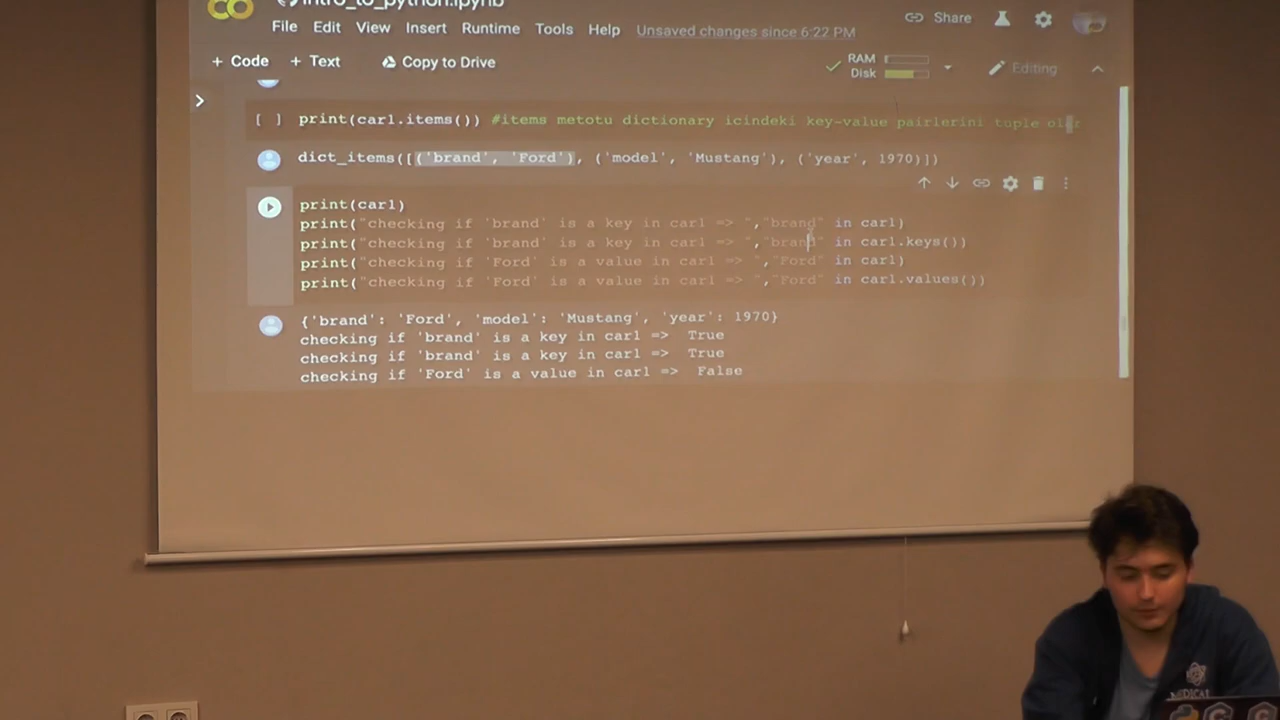 intro_to_python.ipynb
File Edit View Insert Runtime Tools Help Unsaved changes since 6:22 PM
Share
+ Code + Text Copy to Drive
RAM
Disk
Editing
[ ] print(car1.items()) #items metotu dictionary icindeki key-value pairlerini tuple olar
dict_items([('brand', 'Ford'), ('model', 'Mustang'), ('year', 1970)])
print(car1)
print("checking if 'brand' is a key in car1 => ","brand" in car1)
print("checking if 'brand' is a key in car1 => ","brand" in car1.keys())
print("checking if 'Ford' is a value in car1 => ","Ford" in car1)
print("checking if 'Ford' is a value in car1 => ","Ford" in car1.values())
{'brand': 'Ford', 'model': 'Mustang', 'year': 1970}
checking if 'brand' is a key in car1 => True
checking if 'brand' is a key in car1 => True
checking if 'Ford' is a value in car1 => False
MEDICAL